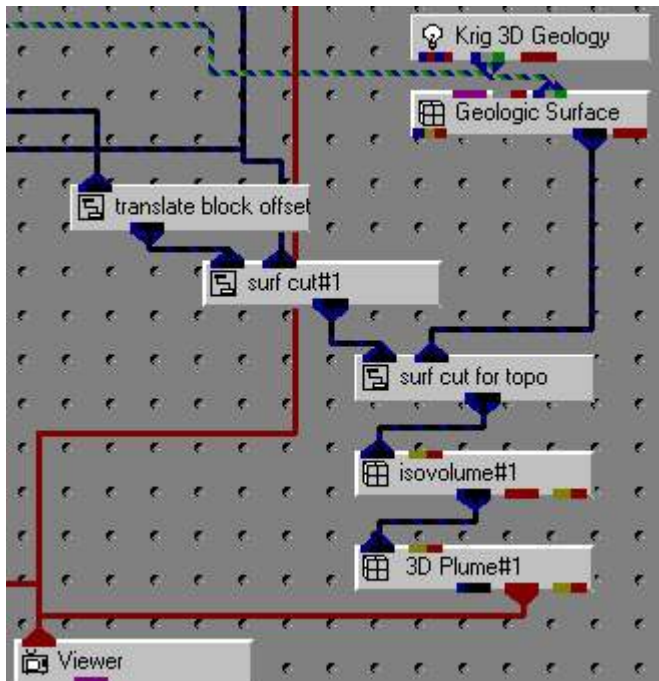 Krig 3D Geology
Geologic Surface
translate block offset
surf cut#1
surf cut for topo
isovolume#1
3D Plume#1
Viewer